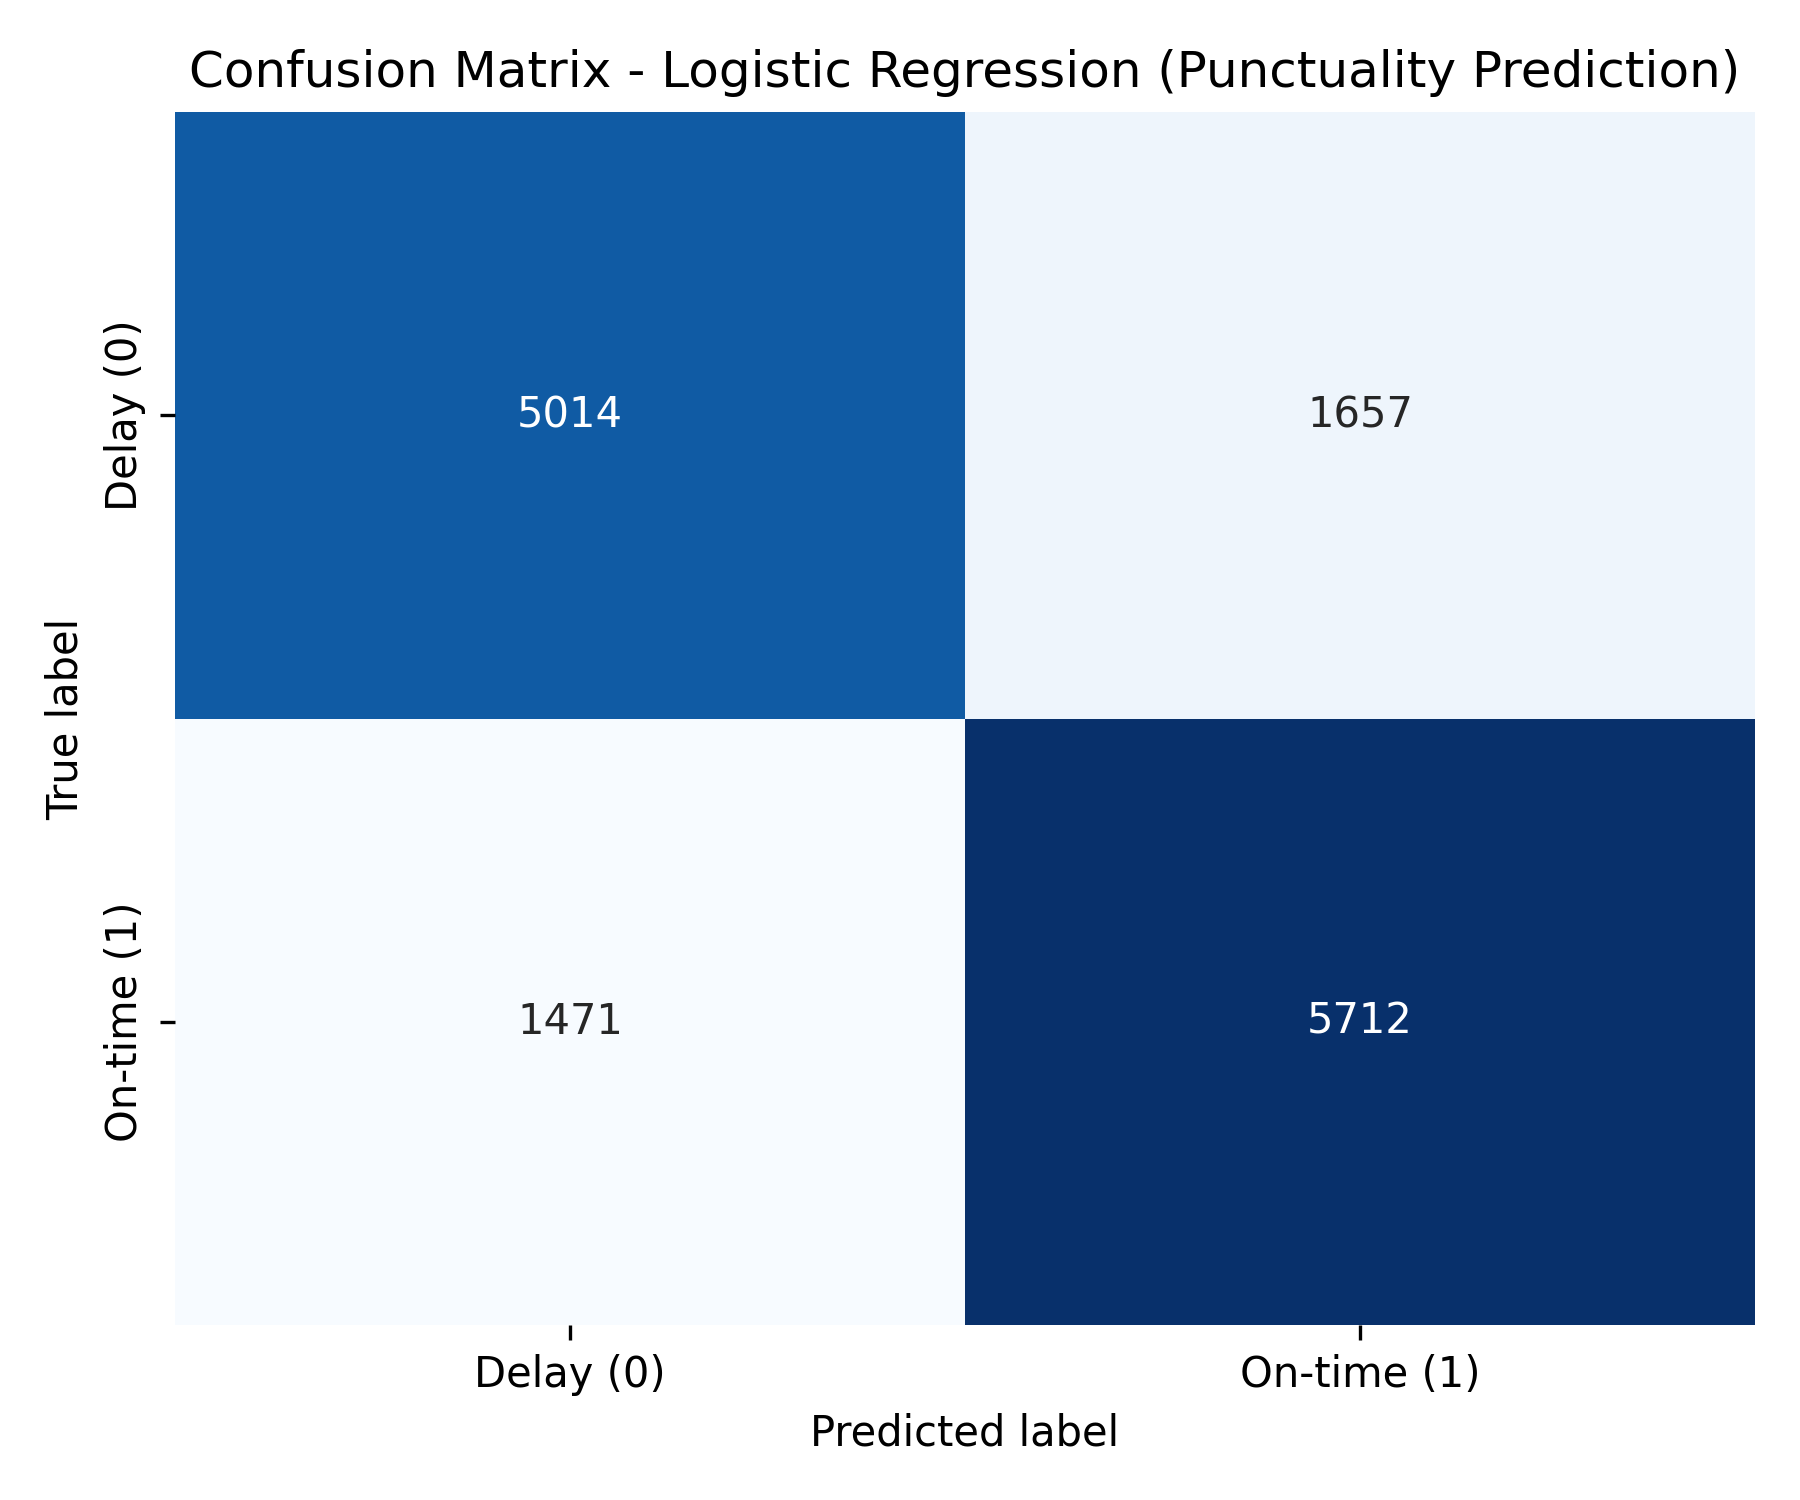 Confusion Matrix - Logistic Regression (Punctuality Prediction)
True label
Delay (0)
5014
1657
On-time (1)
1471
5712
Delay (0)
On-time (1)
Predicted label